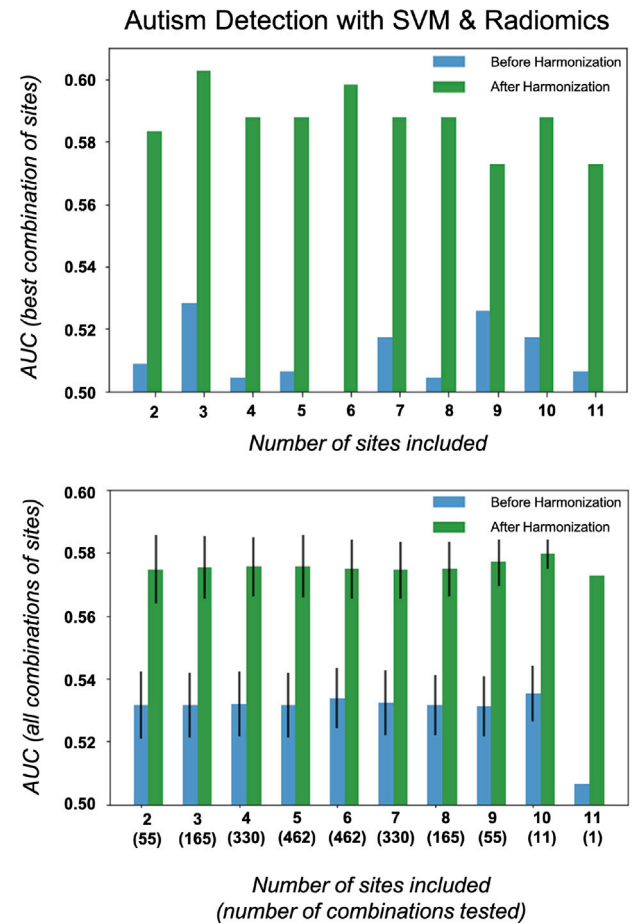 Autism Detection with SVM & Radiomics
AUC (best combination of sites)
0.60
0.58
0.56
0.54
0.52
0.50
Before Harmonization
After Harmonization
2 3 4 5 6 7 8 9 10 11
Number of sites included
AUC (all combinations of sites)
0.60
0.58
0.56
0.54
0.52
0.50
Before Harmonization
After Harmonization
2 3 4 5 6 7 8 9 10 11
(55) (165) (330) (462) (462) (330) (165) (55) (11) (1)
Number of sites included
(number of combinations tested)